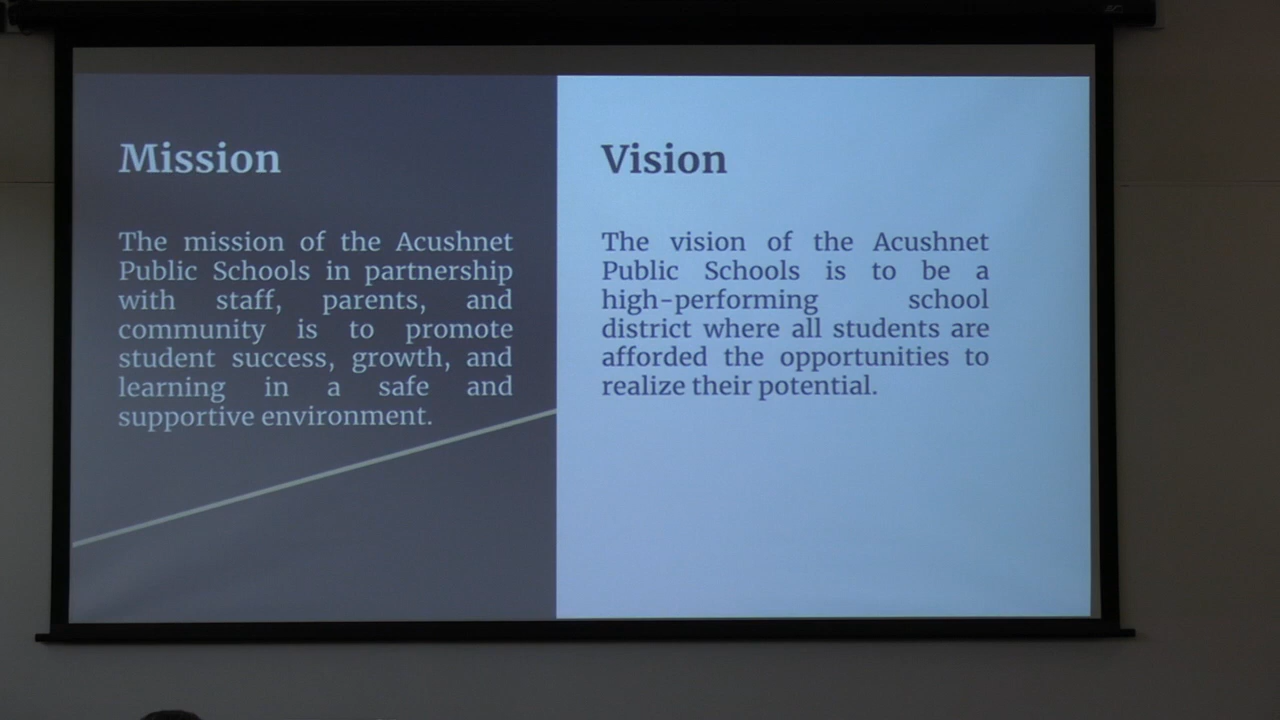 Mission
The mission of the Acushnet
Public Schools in partnership
with staff, parents, and
community is to promote
student success, growth, and
learning in a safe and
supportive environment.
Vision
The vision of the Acushnet
Public Schools is to be a
high-performing school
district where all students are
afforded the opportunities to
realize their potential.